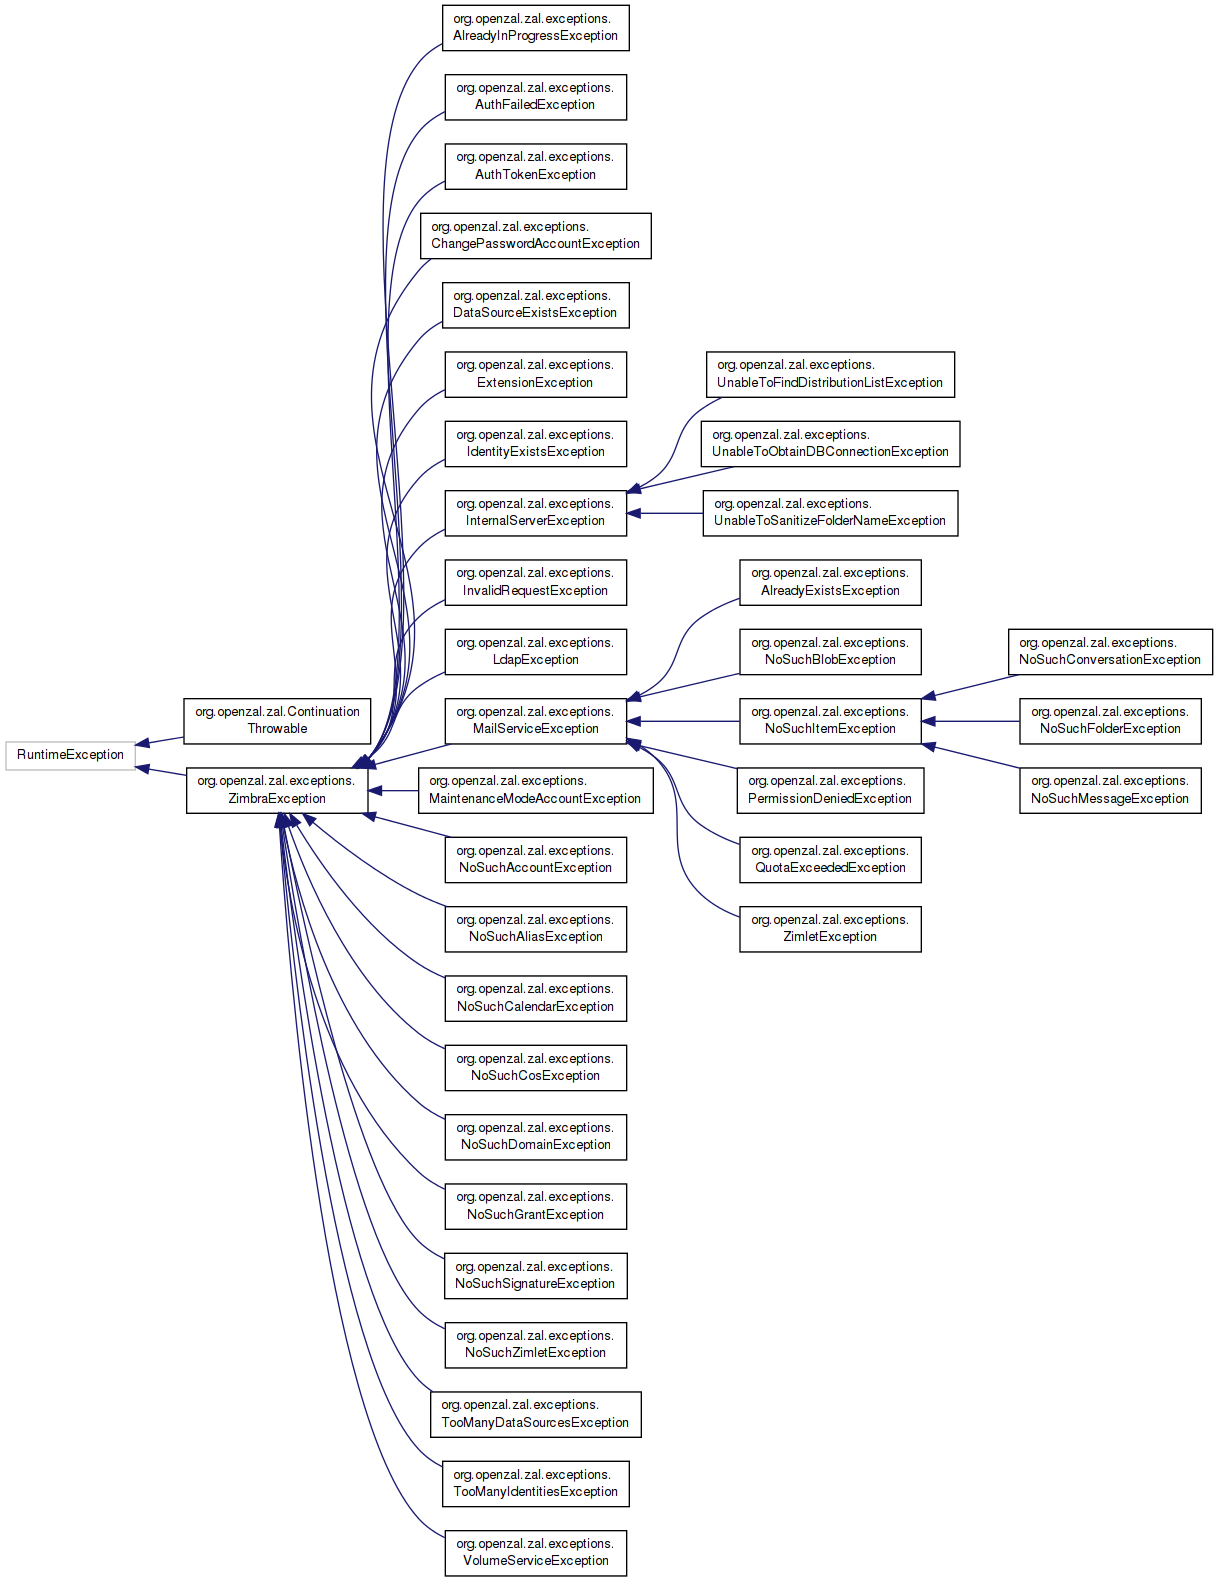 RuntimeException
org.openzal.zal.Continuation
Throwable
org.openzal.zal.exceptions.
ZimbraException
org.openzal.zal.exceptions.
AlreadyInProgressException
org.openzal.zal.exceptions.
AuthFailedException
org.openzal.zal.exceptions.
AuthTokenException
org.openzal.zal.exceptions.
ChangePasswordAccountException
org.openzal.zal.exceptions.
DataSourceExistsException
org.openzal.zal.exceptions.
ExtensionException
org.openzal.zal.exceptions.
IdentityExistsException
org.openzal.zal.exceptions.
InternalServerException
org.openzal.zal.exceptions.
InvalidRequestException
org.openzal.zal.exceptions.
LdapException
org.openzal.zal.exceptions.
MailServiceException
org.openzal.zal.exceptions.
MaintenanceModeAccountException
org.openzal.zal.exceptions.
NoSuchAccountException
org.openzal.zal.exceptions.
NoSuchAliasException
org.openzal.zal.exceptions.
NoSuchCalendarException
org.openzal.zal.exceptions.
NoSuchCosException
org.openzal.zal.exceptions.
NoSuchDomainException
org.openzal.zal.exceptions.
NoSuchGrantException
org.openzal.zal.exceptions.
NoSuchSignatureException
org.openzal.zal.exceptions.
NoSuchZimletException
org.openzal.zal.exceptions.
TooManyDataSourcesException
org.openzal.zal.exceptions.
TooManyIdentitiesException
org.openzal.zal.exceptions.
VolumeServiceException
org.openzal.zal.exceptions.
UnableToFindDistributionListException
org.openzal.zal.exceptions.
UnableToObtainDBConnectionException
org.openzal.zal.exceptions.
UnableToSanitizeFolderNameException
org.openzal.zal.exceptions.
AlreadyExistsException
org.openzal.zal.exceptions.
NoSuchBlobException
org.openzal.zal.exceptions.
NoSuchItemException
org.openzal.zal.exceptions.
PermissionDeniedException
org.openzal.zal.exceptions.
QuotaExceededException
org.openzal.zal.exceptions.
ZimletException
org.openzal.zal.exceptions.
NoSuchConversationException
org.openzal.zal.exceptions.
NoSuchFolderException
org.openzal.zal.exceptions.
NoSuchMessageException